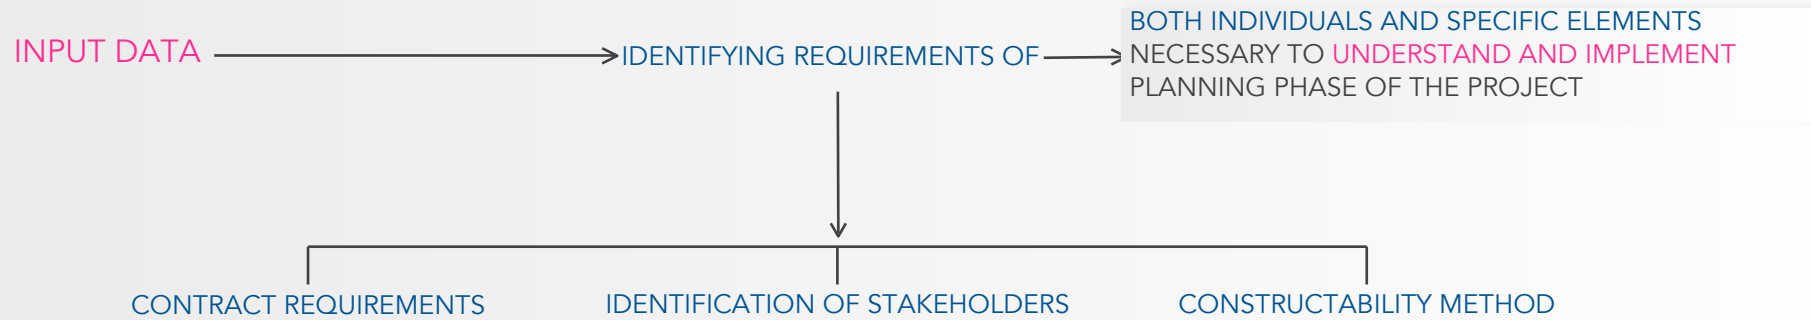 INPUT DATA
IDENTIFYING REQUIREMENTS OF
BOTH INDIVIDUALS AND SPECIFIC ELEMENTS
NECESSARY TO UNDERSTAND AND IMPLEMENT
PLANNING PHASE OF THE PROJECT
CONTRACT REQUIREMENTS
IDENTIFICATION OF STAKEHOLDERS
CONSTRUCTABILITY METHOD